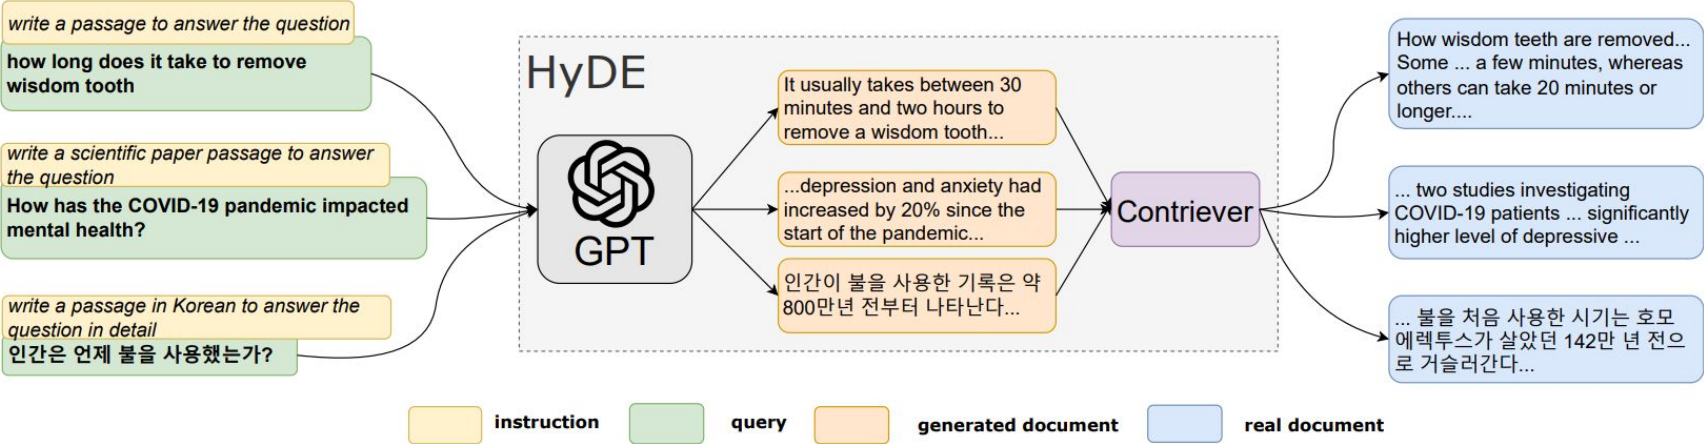 write a passage to answer the question
how long does it take to remove
wisdom tooth
write a scientific paper passage to answer
the question
How has the COVID-19 pandemic impacted
mental health?
write a passage in Korean to answer the
question in detail
인간은 언제 불을 사용했는가?
HyDE
GPT
It usually takes between 30
minutes and two hours to
remove a wisdom tooth...
...depression and anxiety had
increased by 20% since the
start of the pandemic...
인간이 불을 사용한 기록은 약
800만년 전부터 나타난다...
Contriever
How wisdom teeth are removed...
Some ... a few minutes, whereas
others can take 20 minutes or
longer....
... two studies investigating
COVID-19 patients ... significantly
higher level of depressive ...
... 불을 처음 사용한 시기는 호모
에렉투스가 살았던 142만 년 전으
로 거슬러간다...
instruction
query
generated document
real document